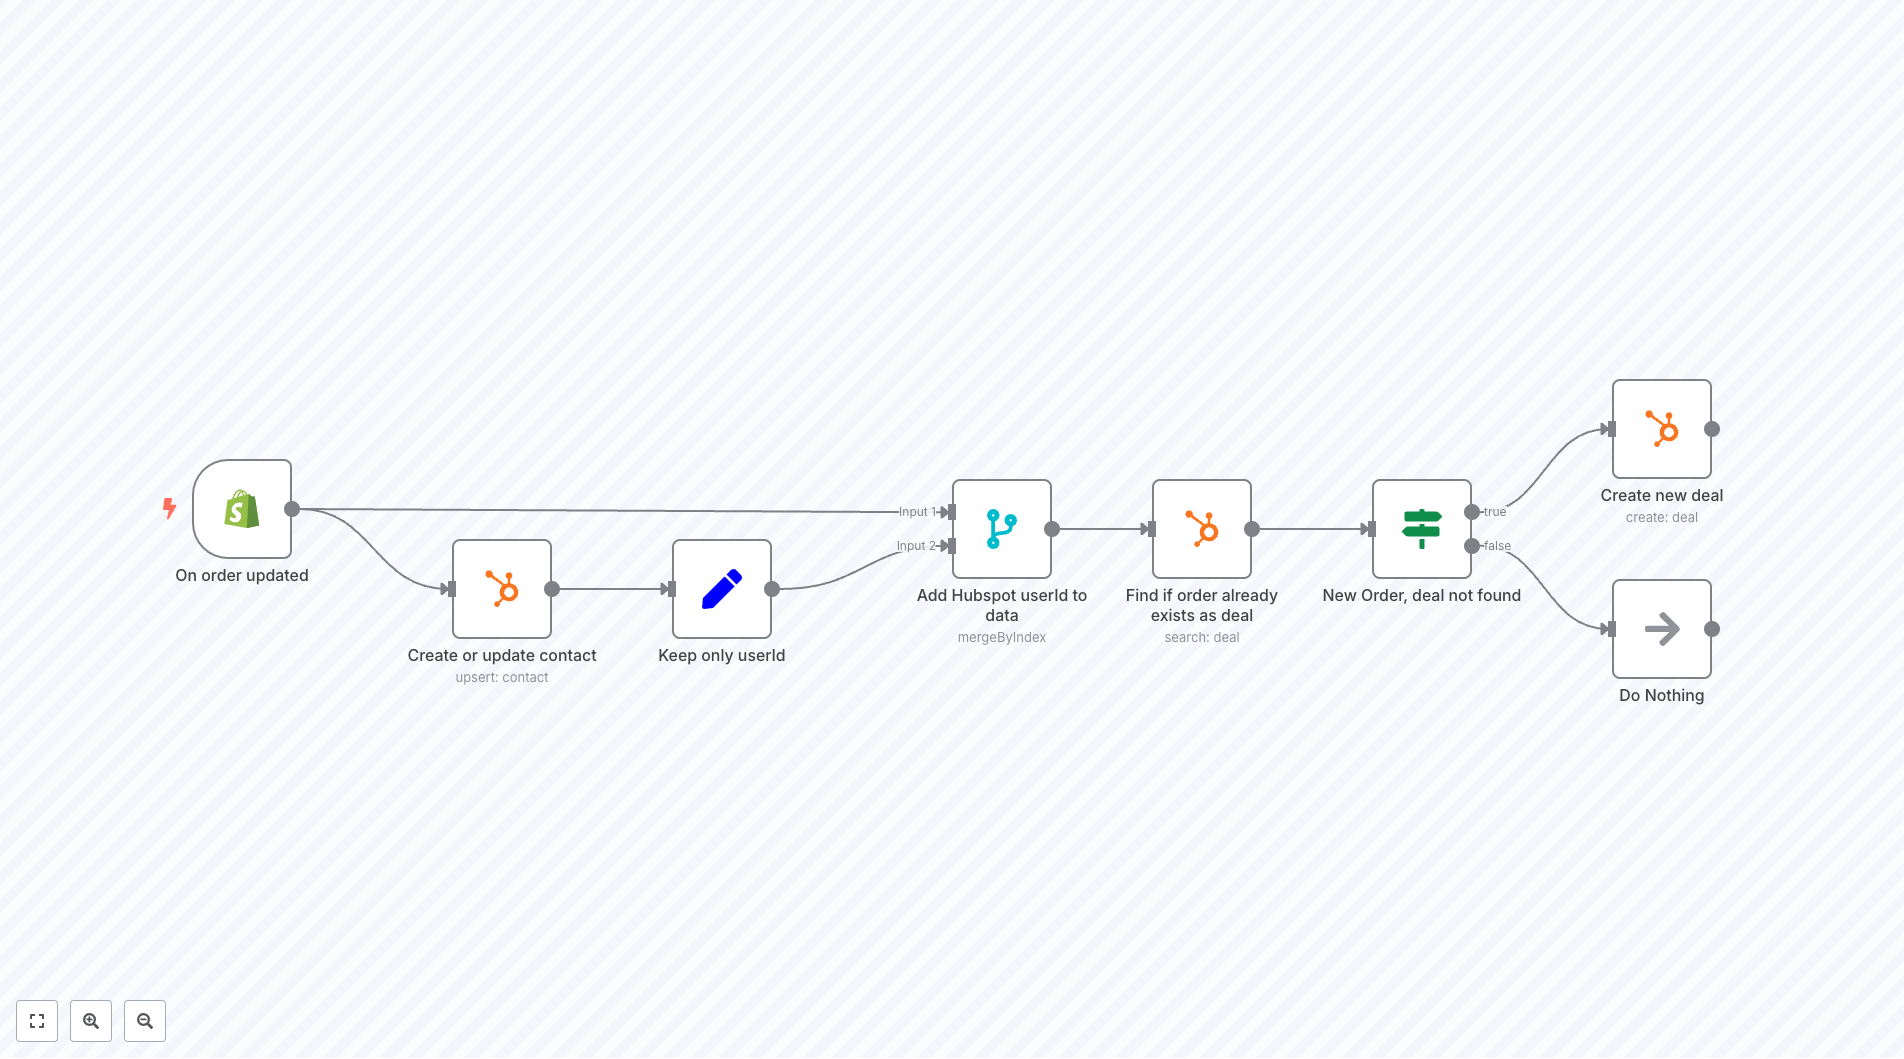 On order updated
Create or update contact
upsert: contact
Keep only userId
Input 1
Input 2
Add Hubspot userId to
data
mergeByIndex
Find if order already
exists as deal
search: deal
New Order, deal not found
true
false
Create new deal
create: deal
Do Nothing